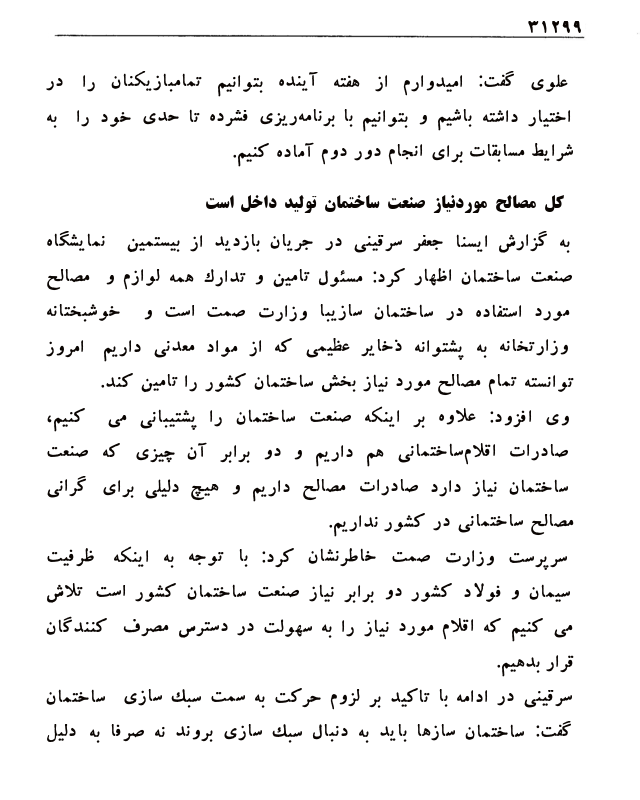 ۳۱۲۹۹
علوی گفت: امیدوارم از هفته آینده بتوانیم تمامبازیکنان را در
اختیار داشته باشیم و بتوانیم با برنامه‌ریزی فشرده تا حدی خود را به
شرایط مسابقات برای انجام دور دوم آماده کنیم.
کل مصالح موردنیاز صنعت ساختمان تولید داخل است
به گزارش ایسنا جعفر سرقینی در جریان بازدید از بیستمین نمایشگاه
صنعت ساختمان اظهار کرد: مسئول تامین و تدارك همه لوازم و مصالح
مورد استفاده در ساختمان سازیبا وزارت صمت است و خوشبختانه
وزارتخانه به پشتوانه ذخایر عظیمی که از مواد معدنی داریم امروز
توانسته تمام مصالح مورد نیاز بخش ساختمان کشور را تامین کند.
وی افزود: علاوه بر اینکه صنعت ساختمان را پشتیبانی می کنیم،
صادرات اقلام‌ساختمانی هم داریم و دو برابر آن چیزی که صنعت
ساختمان نیاز دارد صادرات مصالح داریم و هیچ دلیلی برای گرانی
مصالح ساختمانی در کشور نداریم.
سرپرست وزارت صمت خاطرنشان کرد: با توجه به اینکه ظرفیت
سیمان و فولاد کشور دو برابر نیاز صنعت ساختمان کشور است تلاش
می کنیم که اقلام مورد نیاز را به سهولت در دسترس مصرف کنندگان
قرار بدهیم.
سرقینی در ادامه با تاکید بر لزوم حرکت به سمت سبك سازی ساختمان
گفت: ساختمان سازها باید به دنبال سبك سازی بروند نه صرفا به دلیل